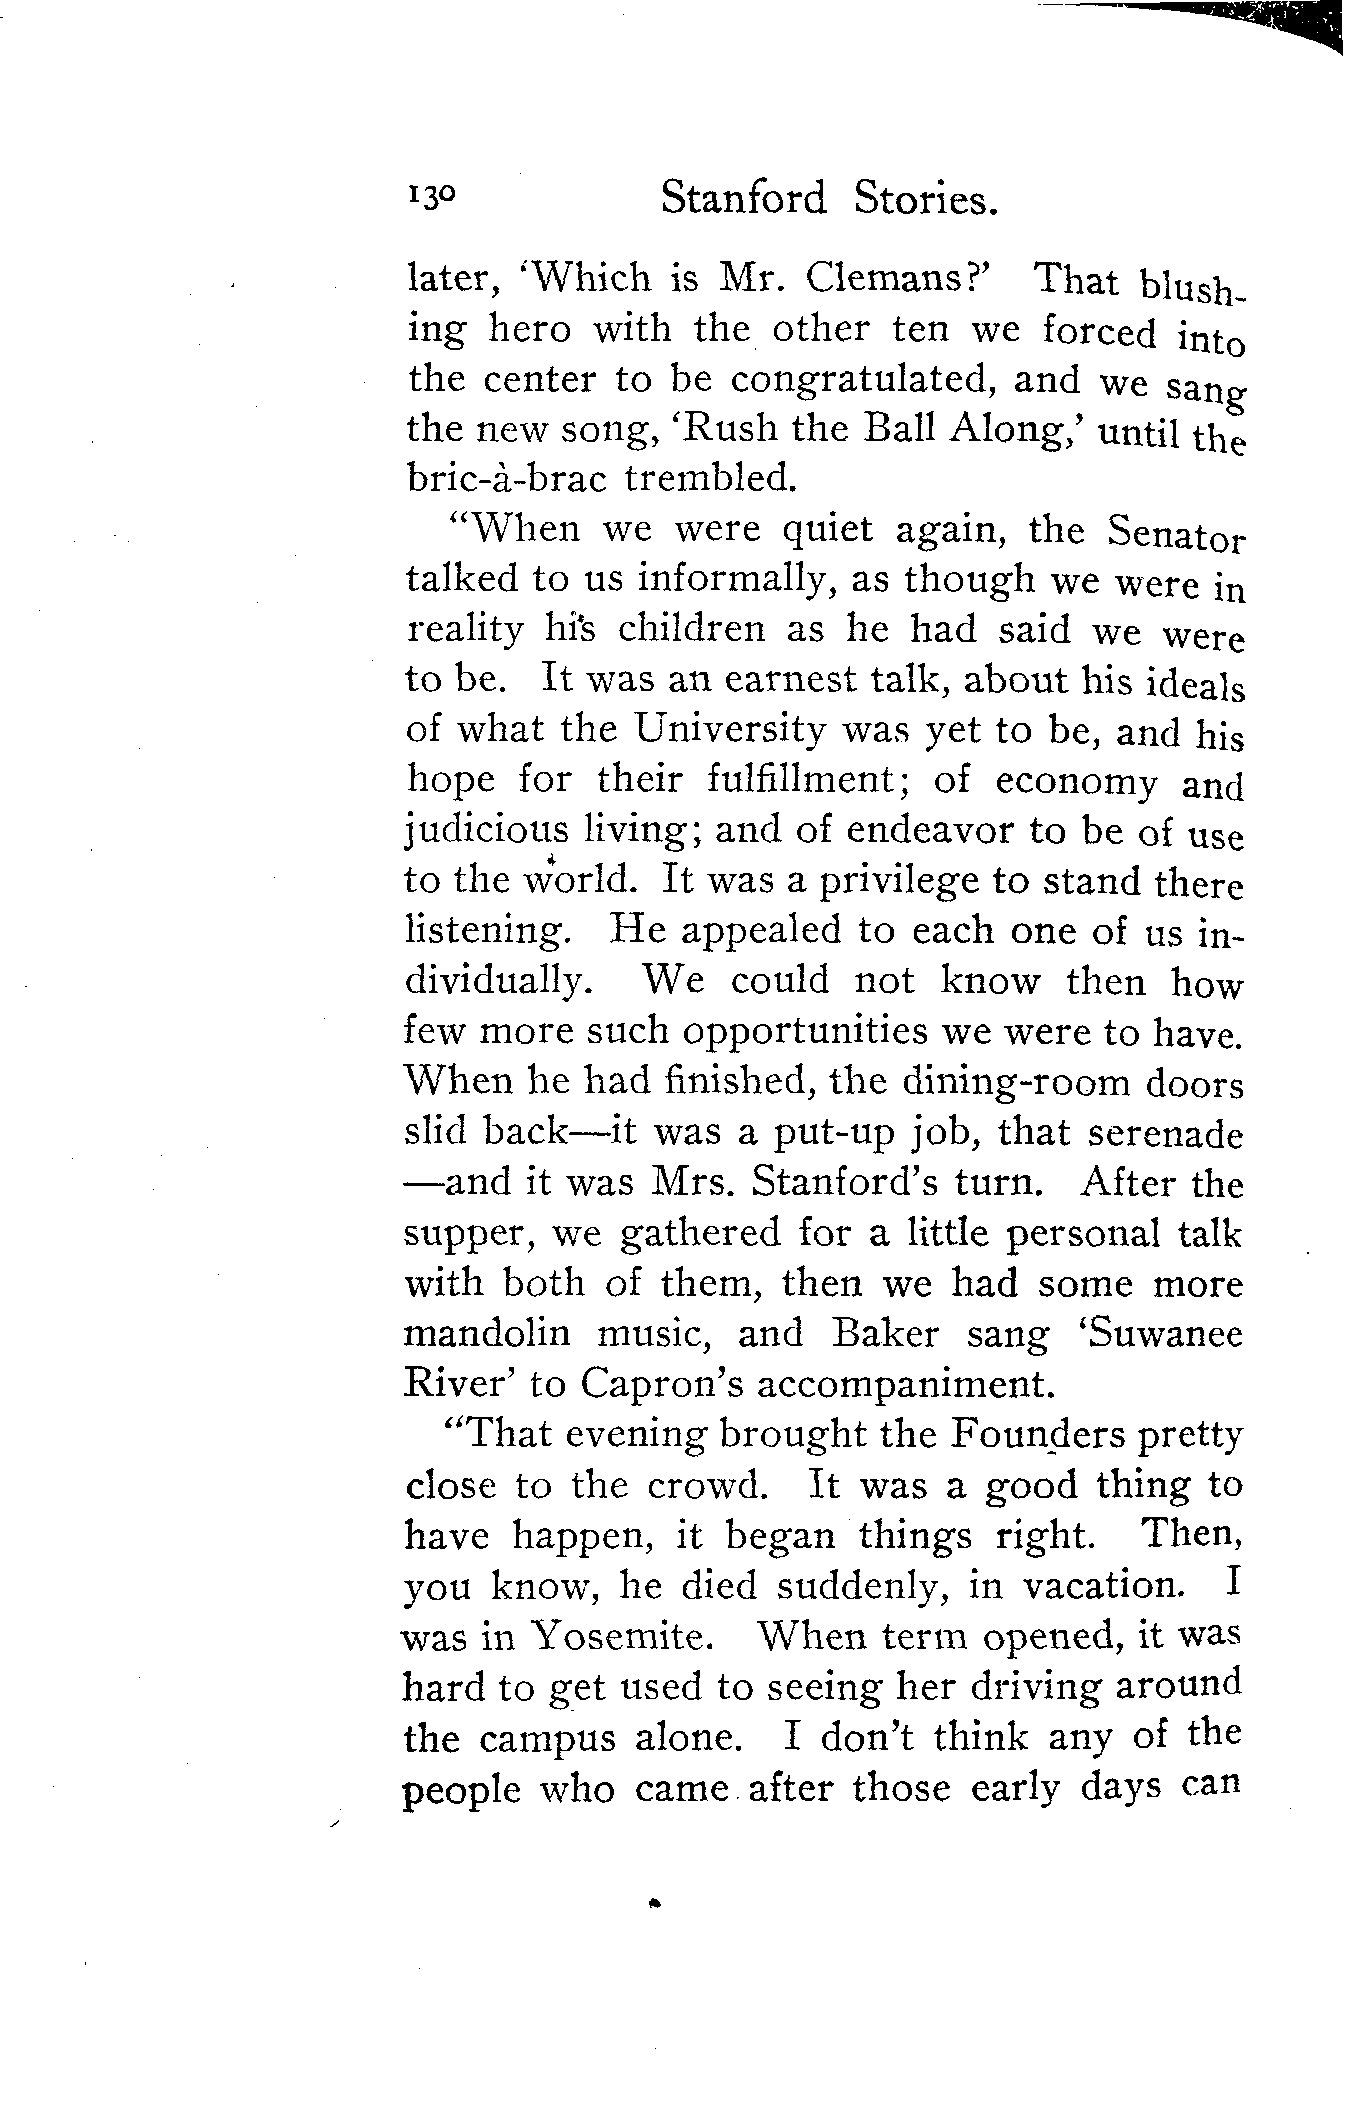 130 Stanford Stories.
later, ‘Which is Mr. Clemans?’ That blush-
ing hero with the other ten we forced into
the center to be congratulated, and we sang
the new song, ‘Rush the Ball Along,’ until the
bric-à-brac trembled.
“When we were quiet again, the Senator
talked to us informally, as though we were in
reality his children as he had said we were
to be. It was an earnest talk, about his ideals
of what the University was yet to be, and his
hope for their fulfillment; of economy and
judicious living; and of endeavor to be of use
to the world. It was a privilege to stand there
listening. He appealed to each one of us in-
dividually. We could not know then how
few more such opportunities we were to have.
When he had finished, the dining-room doors
slid back—it was a put-up job, that serenade
—and it was Mrs. Stanford’s turn. After the
supper, we gathered for a little personal talk
with both of them, then we had some more
mandolin music, and Baker sang ‘Suwanee
River’ to Capron’s accompaniment.
“That evening brought the Founders pretty
close to the crowd. It was a good thing to
have happen, it began things right. Then,
you know, he died suddenly, in vacation. I
was in Yosemite. When term opened, it was
hard to get used to seeing her driving around
the campus alone. I don’t think any of the
people who came after those early days can